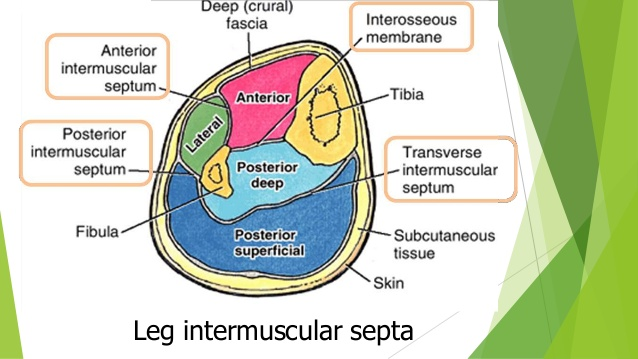 Deep (crural)
fascia
Interosseous
membrane
Anterior
intermuscular
septum
Anterior
Tibia
Lateral
Posterior
intermuscular
septum
Posterior
deep
Transverse
intermuscular
septum
Fibula
Posterior
superficial
Subcutaneous
tissue
Skin
Leg intermuscular septa